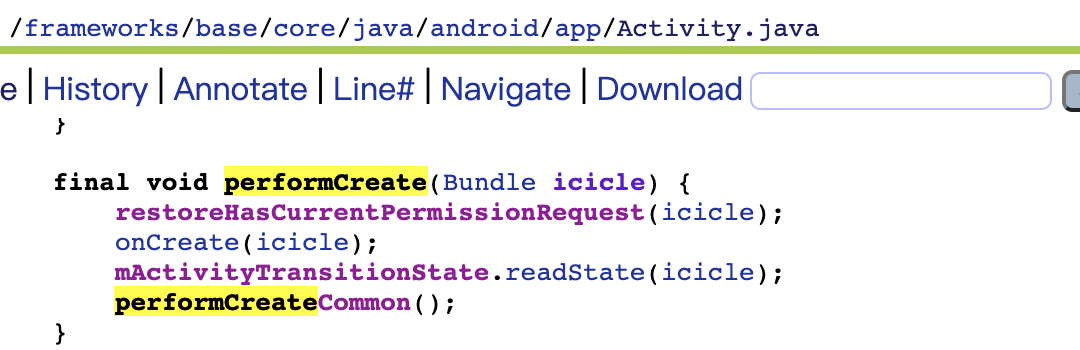 /frameworks/base/core/java/android/app/Activity.java
e | History | Annotate | Line# | Navigate | Download
}
final void performCreate(Bundle icicle) {
restoreHasCurrentPermissionRequest(icicle);
onCreate(icicle);
mActivityTransitionState.readState(icicle);
performCreateCommon();
}